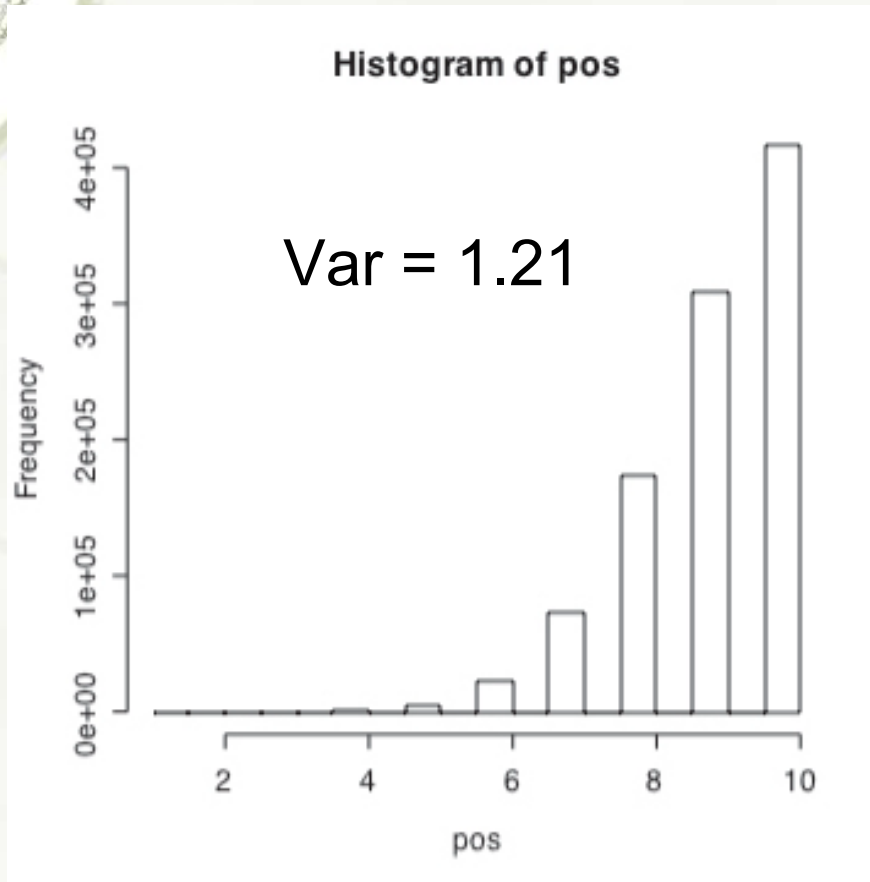 Histogram of pos
Var = 1.21
Frequency
4e+05
3e+05
2e+05
1e+05
0e+00
2 4 6 8 10
pos